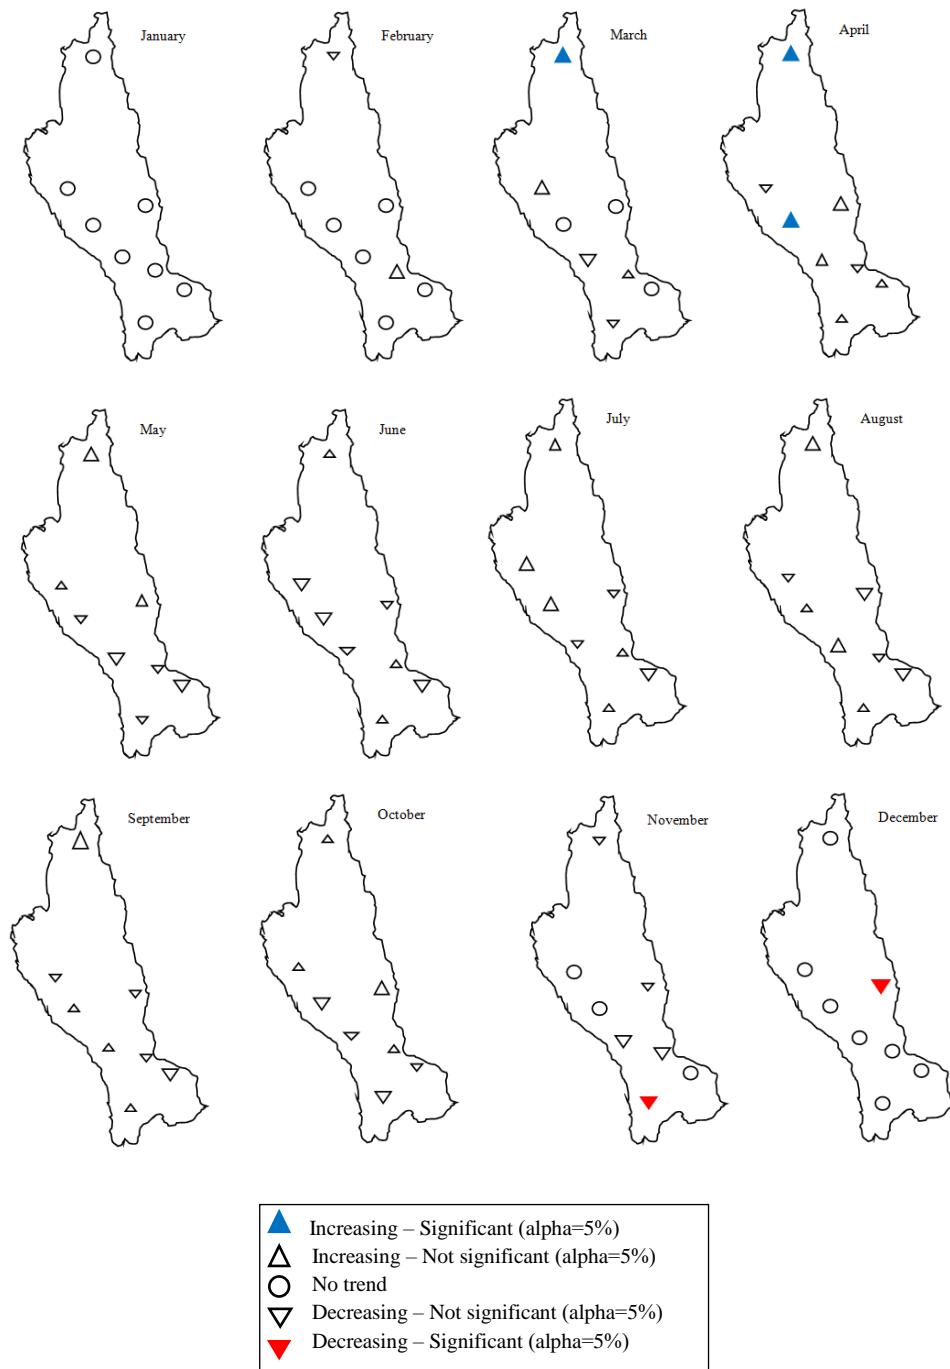 January
February
March
April
May
June
July
August
September
October
November
December
Increasing – Significant (alpha=5%)
Increasing – Not significant (alpha=5%)
No trend
Decreasing – Not significant (alpha=5%)
Decreasing – Significant (alpha=5%)